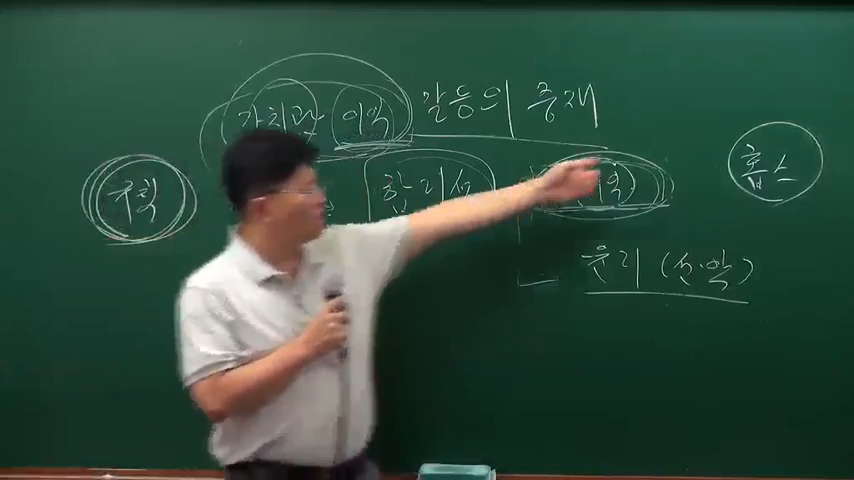 가치관 이익 갈등의 중재
홉스
규칙 합리성 이익
윤리 (선·악)